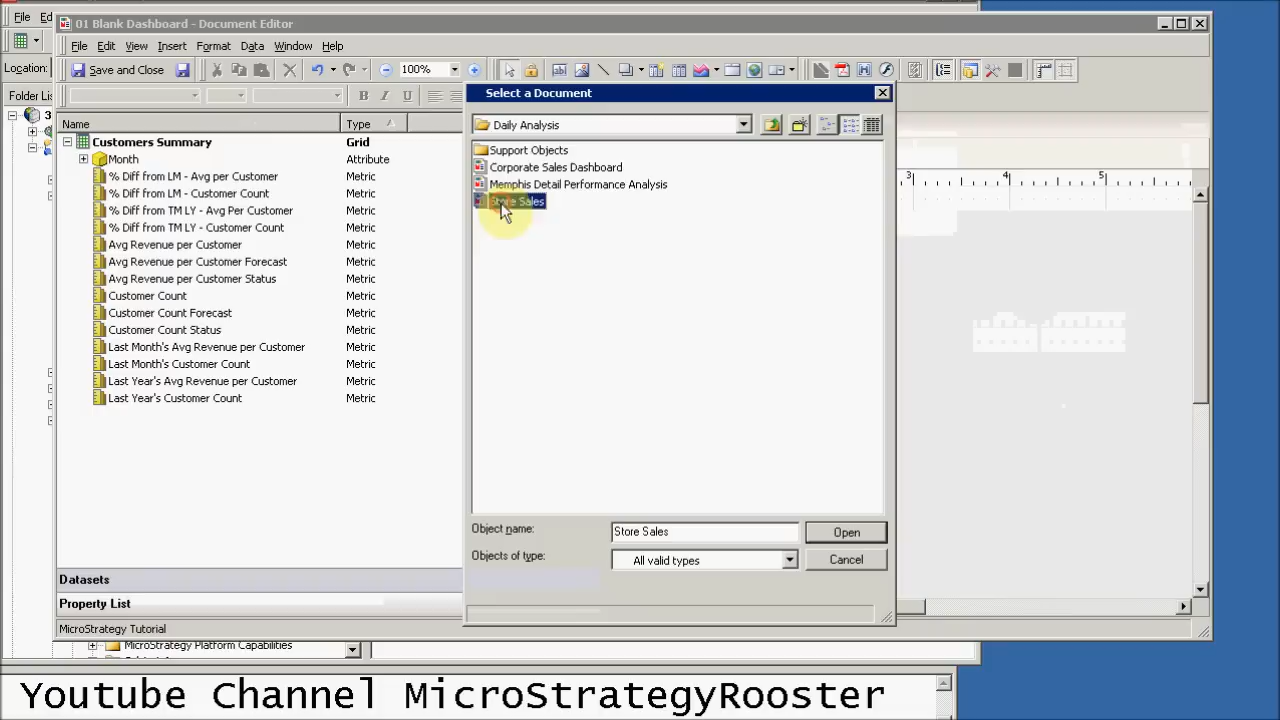 File Ed
01 Blank Dashboard - Document Editor
File Edit View Insert Format Data Window Help
Save and Close 100%
Location:
B I U
Folder Lis
Name Type
3
Customers Summary Grid
Month Attribute
% Diff from LM - Avg per Customer Metric
% Diff from LM - Customer Count Metric
% Diff from TM LY - Avg Per Customer Metric
% Diff from TM LY - Customer Count Metric
Avg Revenue per Customer Metric
Avg Revenue per Customer Forecast Metric
Avg Revenue per Customer Status Metric
Customer Count Metric
Customer Count Forecast Metric
Customer Count Status Metric
Last Month's Avg Revenue per Customer Metric
Last Month's Customer Count Metric
Last Year's Avg Revenue per Customer Metric
Last Year's Customer Count Metric
Datasets
Property List
MicroStrategy Tutorial
MicroStrategy Platform Capabilities
Select a Document
Daily Analysis
Support Objects
Corporate Sales Dashboard
Memphis Detail Performance Analysis
Store Sales
Object name: Store Sales Open
Objects of type: All valid types Cancel
3 4 5
Youtube Channel MicroStrategyRooster